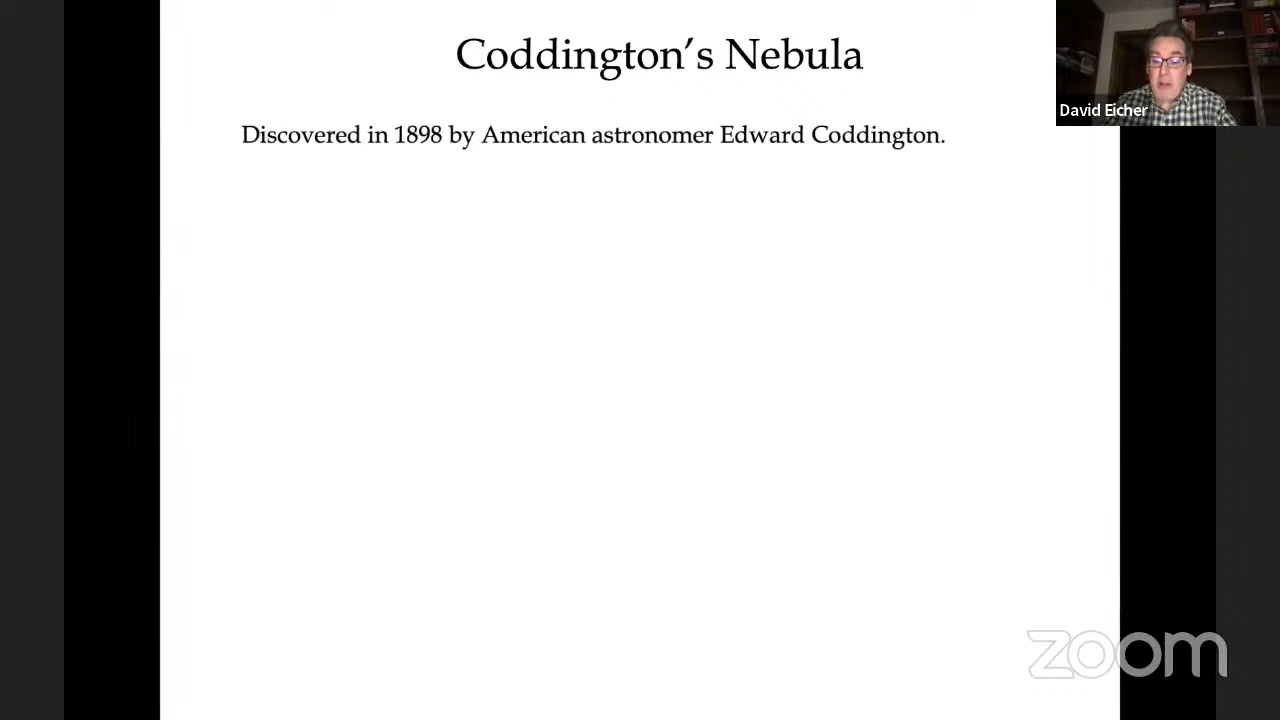 Coddington’s Nebula
David Eicher
Discovered in 1898 by American astronomer Edward Coddington.
zoom